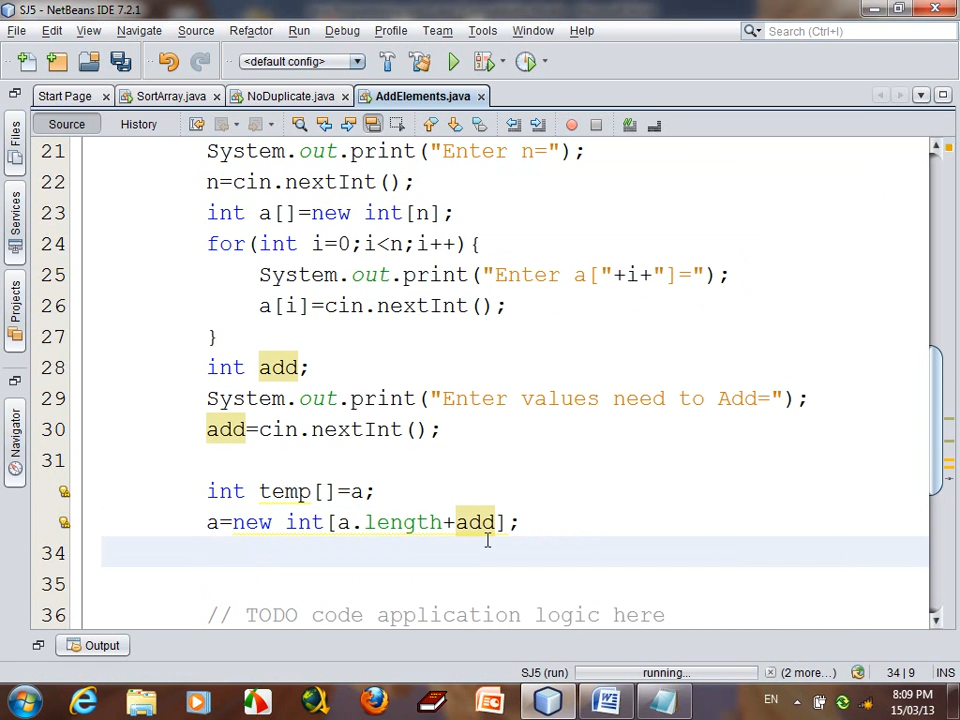 SJ5 - NetBeans IDE 7.2.1
File Edit View Navigate Source Refactor Run Debug Profile Team Tools Window Help
Search (Ctrl+I)
<default config>
Start Page SortArray.java NoDuplicate.java AddElements.java
Source History
Files
Services
Projects
Navigator
21 System.out.print("Enter n=");
22 n=cin.nextInt();
23 int a[]=new int[n];
24 for(int i=0;i<n;i++){
25 System.out.print("Enter a["+i+"]=");
26 a[i]=cin.nextInt();
27 }
28 int add;
29 System.out.print("Enter values need to Add=");
30 add=cin.nextInt();
31
int temp[]=a;
a=new int[a.length+add];
34
35
36 // TODO code application logic here
Output
SJ5 (run) running... (2 more...) 34 | 9 INS
EN 8:09 PM
15/03/13